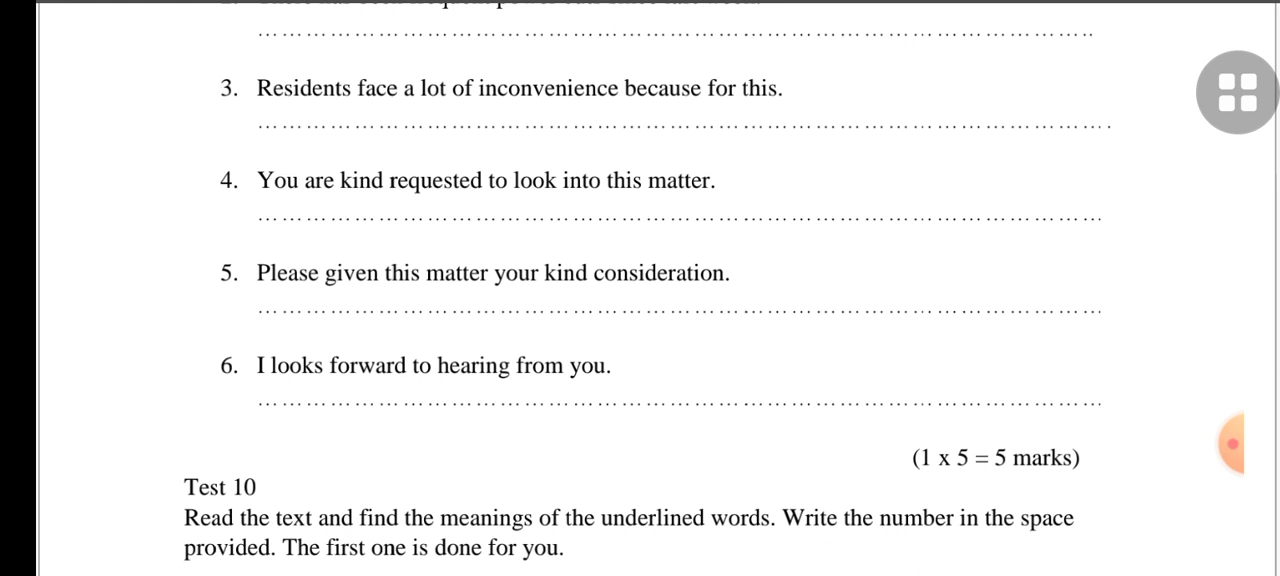 ………………………………………………………………………………………..
3. Residents face a lot of inconvenience because for this.
…………………………………………………………………………………………..
4. You are kind requested to look into this matter.
…………………………………………………………………………………………
5. Please given this matter your kind consideration.
…………………………………………………………………………………………
6. I looks forward to hearing from you.
…………………………………………………………………………………………
(1 x 5 = 5 marks)
Test 10
Read the text and find the meanings of the underlined words. Write the number in the space
provided. The first one is done for you.